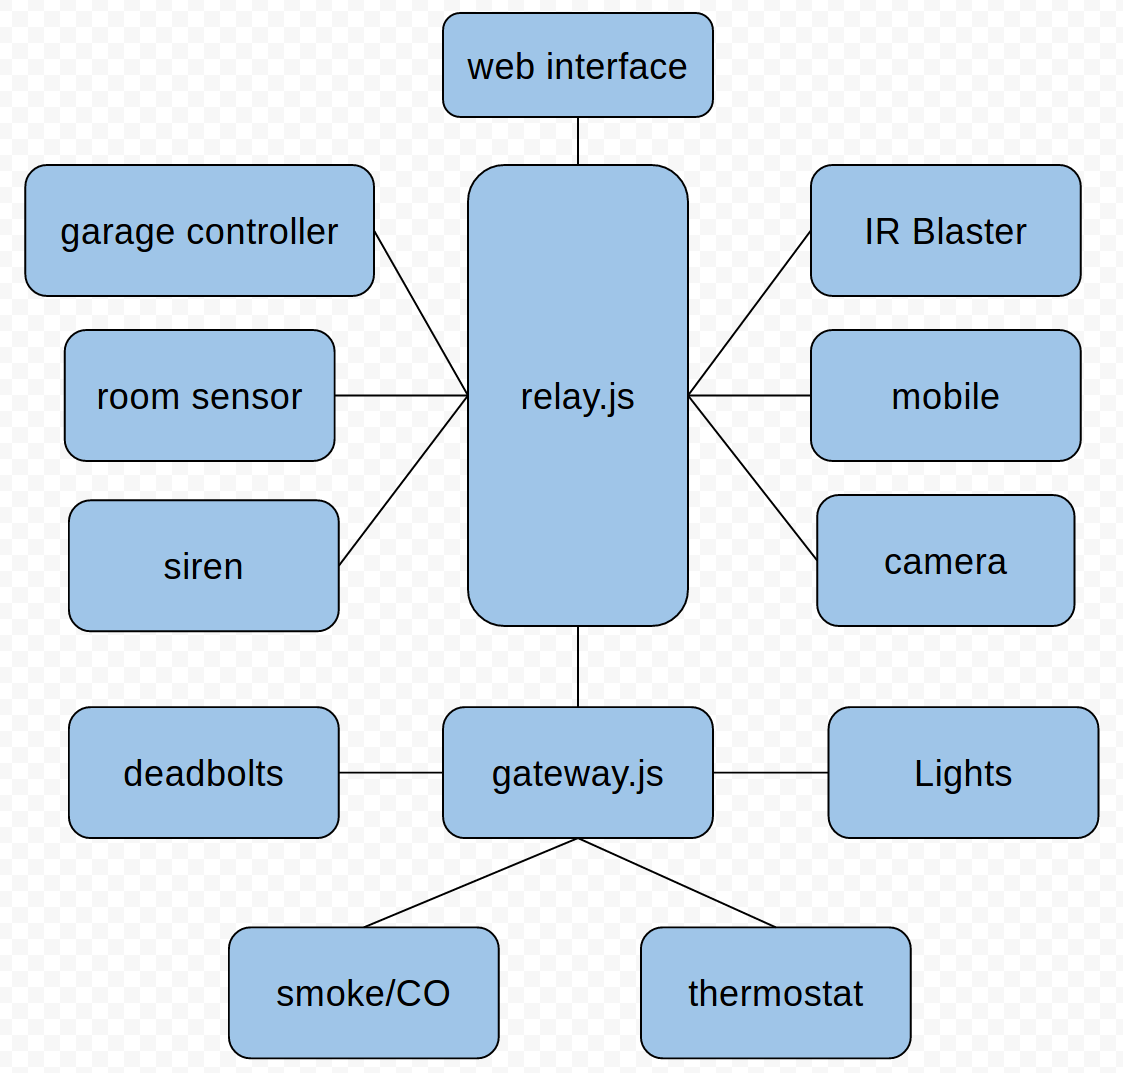 web interface
garage controller
IR Blaster
room sensor
relay.js
mobile
siren
camera
deadbolts
gateway.js
Lights
smoke/CO
thermostat